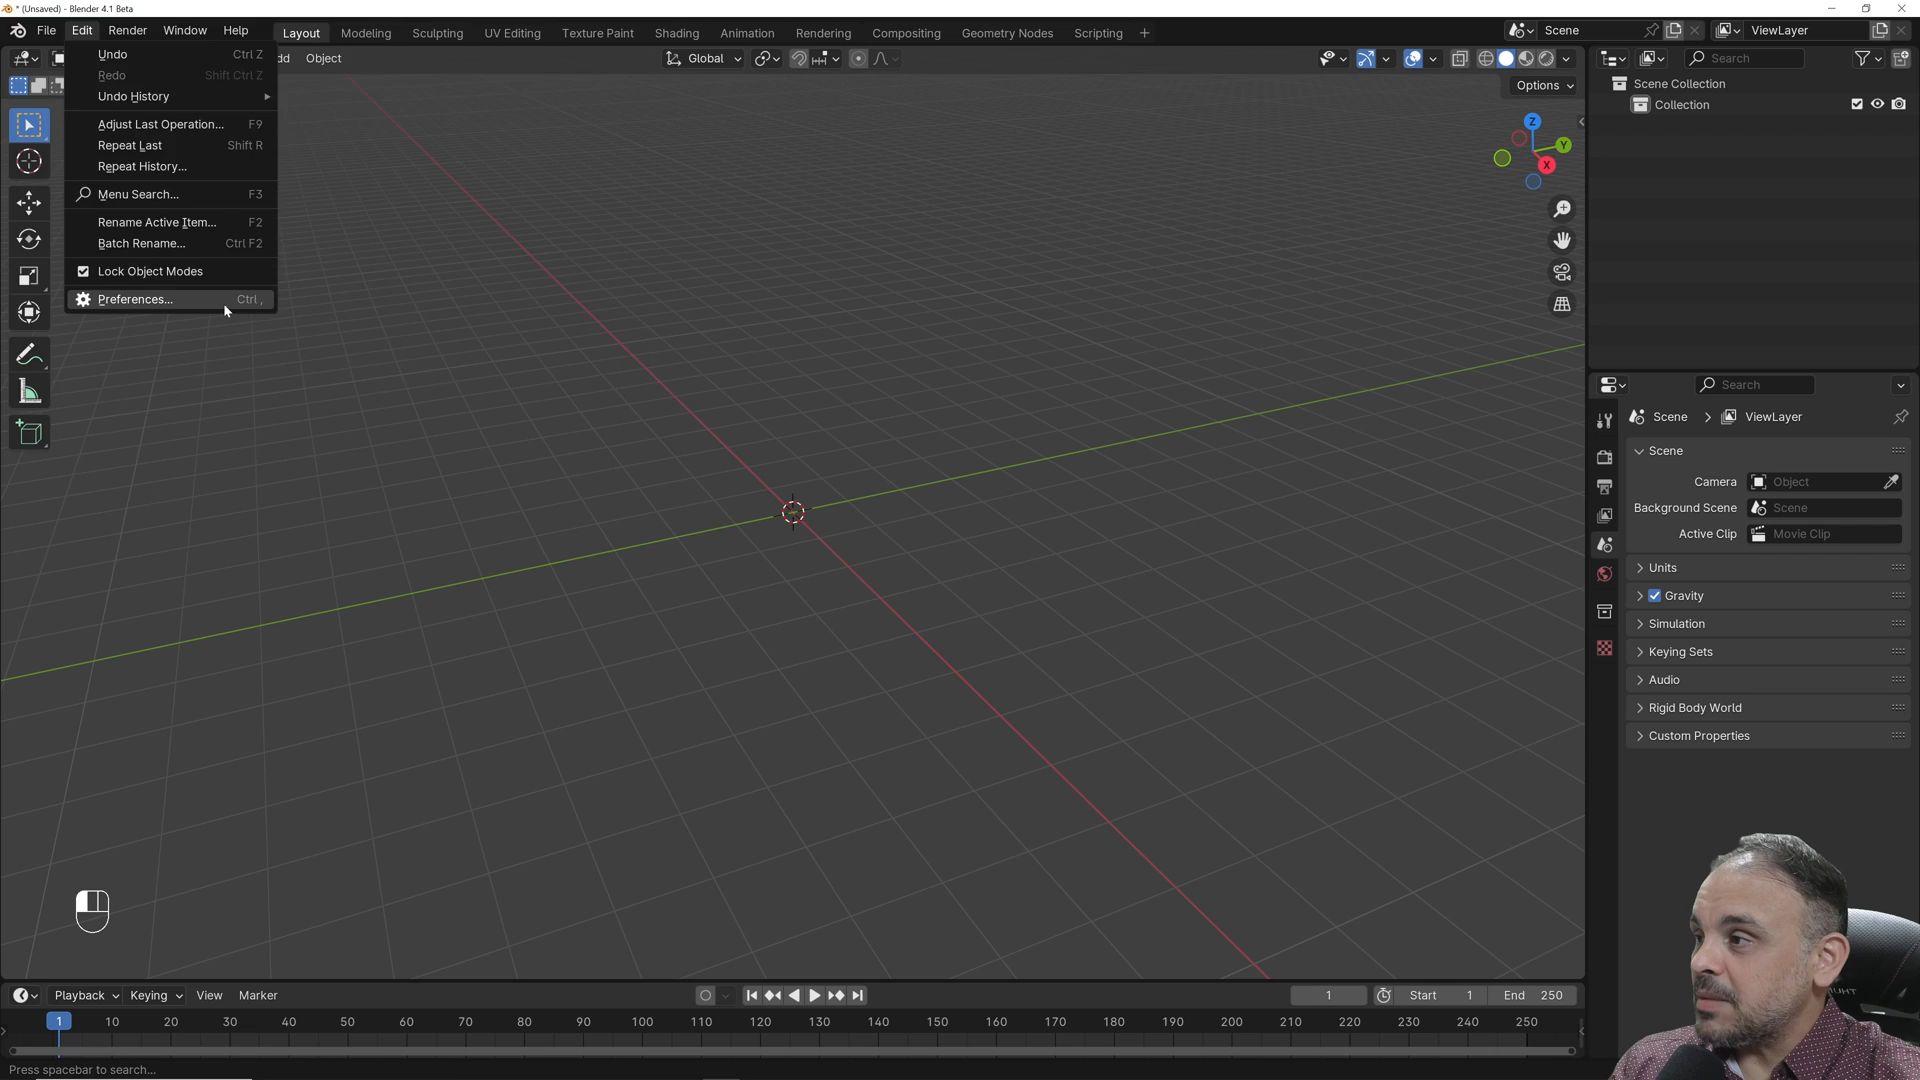 * (Unsaved) - Blender 4.1 Beta
File Edit Render Window Help Layout Modeling Sculpting UV Editing Texture Paint Shading Animation Rendering Compositing Geometry Nodes Scripting + Scene ViewLayer
dd Object Global Search
Options
Undo Ctrl Z
Redo Shift Ctrl Z
Undo History
Adjust Last Operation... F9
Repeat Last Shift R
Repeat History...
Menu Search... F3
Rename Active Item... F2
Batch Rename... Ctrl F2
Lock Object Modes
Preferences... Ctrl ,
Z
Y
X
Scene Collection
Collection
Search
Scene ViewLayer
Scene
Camera Object
Background Scene Scene
Active Clip Movie Clip
Units
Gravity
Simulation
Keying Sets
Audio
Rigid Body World
Custom Properties
Playback Keying View Marker 1 Start 1 End 250
1 10 20 30 40 50 60 70 80 90 100 110 120 130 140 150 160 170 180 190 200 210 220 230 240 250
Press spacebar to search...